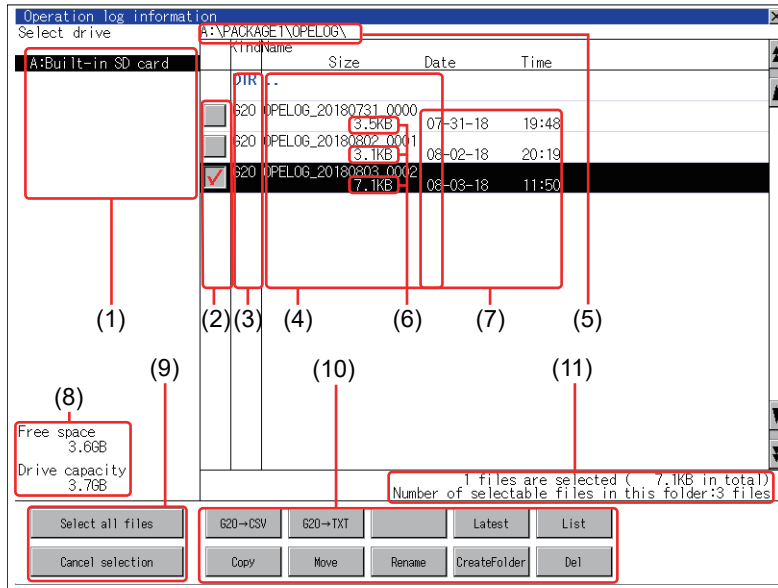 Operation log information
Select drive
A:\PACKAGE1\OPELOG\
Kind Name
Size Date Time
A:Built-in SD card
DIR ..
G20 OPELOG_20180731_0000
3.5KB 07-31-18 19:48
G20 OPELOG_20180802_0001
3.1KB 08-02-18 20:19
G20 OPELOG_20180803_0002
7.1KB 08-03-18 11:50
(1) (2) (3) (4) (6) (7) (5)
(9) (10) (11)
(8)
Free space
3.6GB
Drive capacity
3.7GB
1 files are selected ( 7.1KB in total)
Number of selectable files in this folder:3 files
Select all files G20→CSV G20→TXT Latest List
Cancel selection Copy Move Rename CreateFolder Del